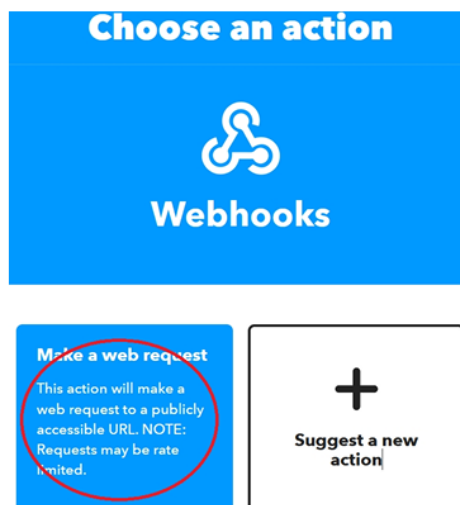 Choose an action
Webhooks
Make a web request
This action will make a
web request to a publicly
accessible URL. NOTE:
Requests may be rate
limited.
Suggest a new
action